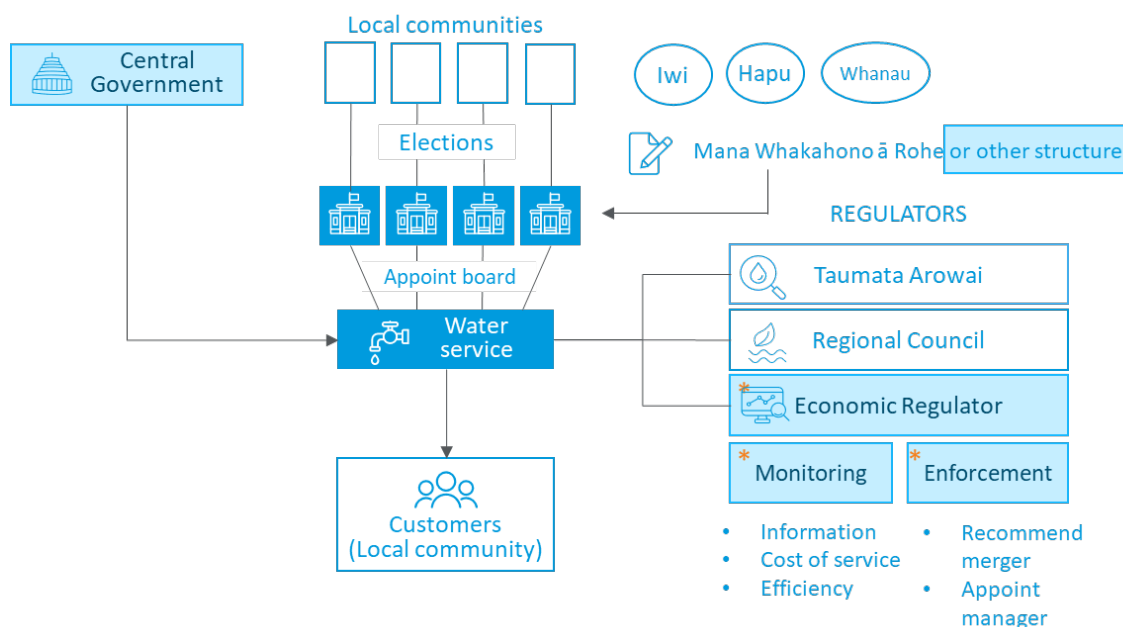 Local communities
Central
Government
Iwi
Hapu
Whanau
Elections
Mana Whakahono ā Rohe or other structure
REGULATORS
Appoint board
Taumata Arowai
Water
service
Regional Council
* Economic Regulator
* Monitoring
* Enforcement
Customers
(Local community)
• Information
• Cost of service
• Efficiency
• Recommend
merger
• Appoint
manager